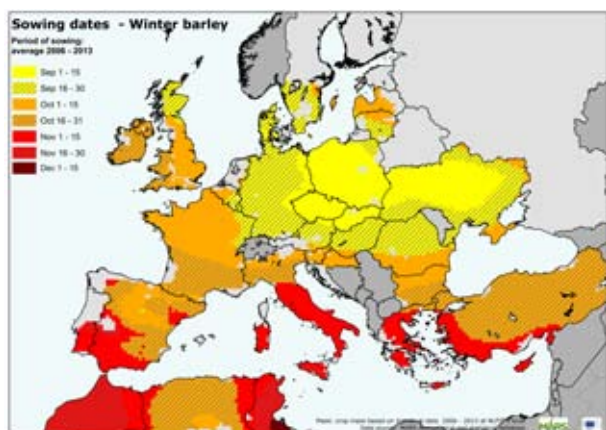 Sowing dates - Winter barley
Period of sowing:
average 2006 - 2013
Sep 1 - 15
Sep 16 - 30
Oct 1 - 15
Oct 16 - 31
Nov 1 - 15
Nov 16 - 30
Dec 1 - 15